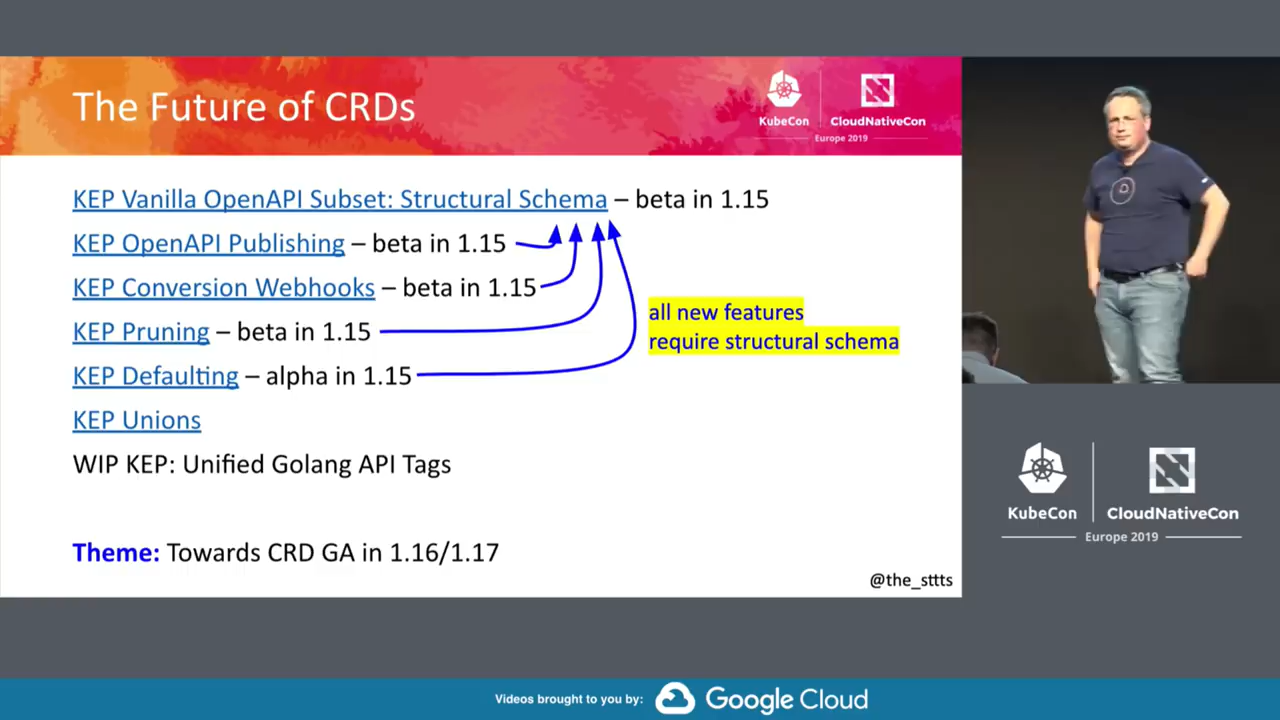 The Future of CRDs
KubeCon
CloudNativeCon
Europe 2019
KEP Vanilla OpenAPI Subset: Structural Schema – beta in 1.15
KEP OpenAPI Publishing – beta in 1.15
KEP Conversion Webhooks – beta in 1.15
KEP Pruning – beta in 1.15
KEP Defaulting – alpha in 1.15
all new features
require structural schema
KEP Unions
WIP KEP: Unified Golang API Tags
Theme: Towards CRD GA in 1.16/1.17
@the_sttts
KubeCon
CloudNativeCon
Europe 2019
Videos brought to you by:
Google Cloud